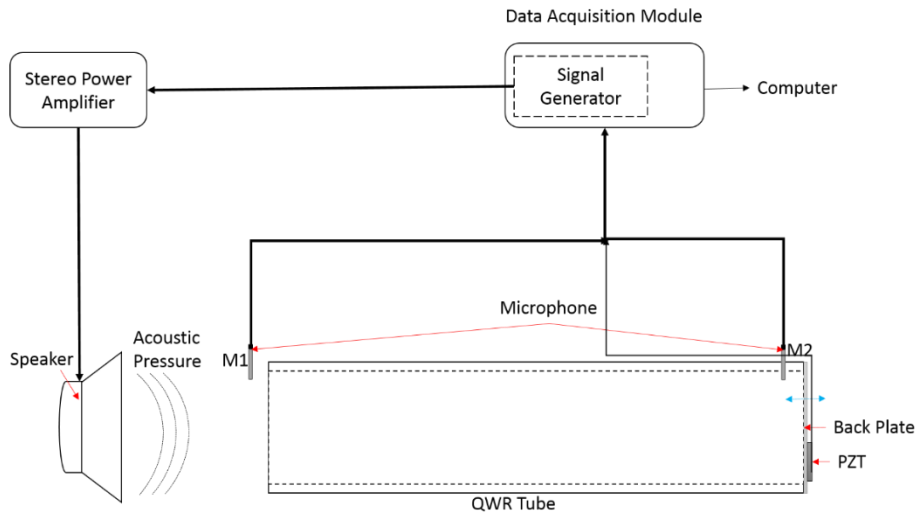 Data Acquisition Module
Stereo Power
Amplifier
Signal
Generator
Computer
Microphone
Acoustic
Pressure
Speaker
M1
M2
Back Plate
PZT
QWR Tube